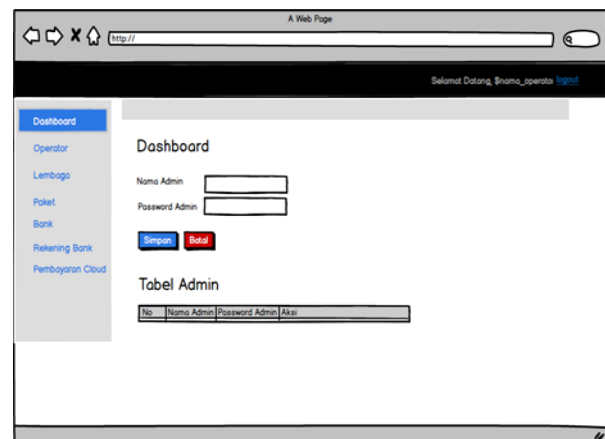 A Web Page
http://
Selamat Datang, $nama_operator logout
Dashboard
Operator
Lembaga
Paket
Bank
Rekening Bank
Pembayaran Cloud
Dashboard
Nama Admin
Password Admin
Simpan Batal
Tabel Admin
No Nama Admin Password Admin Aksi